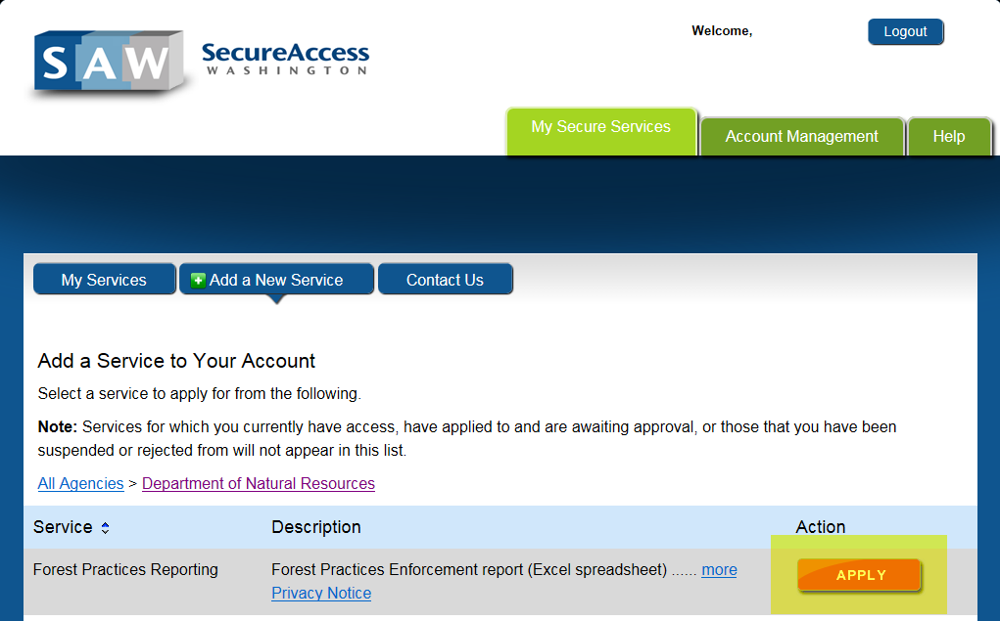 SAW SecureAccess
WASHINGTON
Welcome,
Logout
My Secure Services
Account Management
Help
My Services
Add a New Service
Contact Us
Add a Service to Your Account
Select a service to apply for from the following.
Note: Services for which you currently have access, have applied to and are awaiting approval, or those that you have been
suspended or rejected from will not appear in this list.
All Agencies > Department of Natural Resources
Service Description Action
Forest Practices Reporting Forest Practices Enforcement report (Excel spreadsheet) ...... more APPLY
Privacy Notice